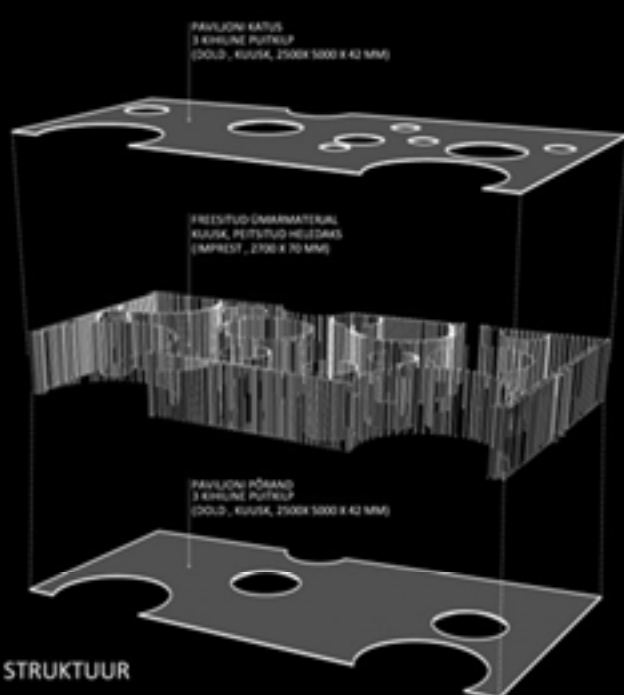 PAVILJONI KATUS
3 KIHILINE PUITKILP
(DOLD , KUUSK, 2500X 5000 X 42 MM)
FREESITUD ÜMARMATERJAL
KUUSK, PEITSITUD HELEDAKS
(IMPREST , 2700 X 70 MM)
PAVILJONI PÕRAND
3 KIHILINE PUITKILP
(DOLD , KUUSK, 2500X 5000 X 42 MM)
STRUKTUUR